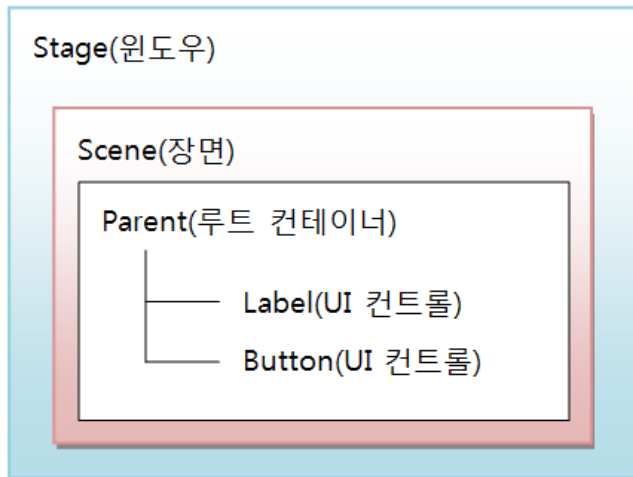 Stage(윈도우)
Scene(장면)
Parent(루트 컨테이너)
Label(UI 컨트롤)
Button(UI 컨트롤)